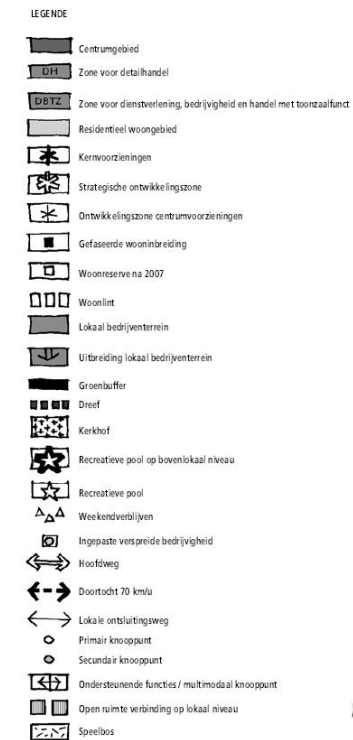 LEGENDE
Centrumgebied
DH Zone voor detailhandel
DBTZ Zone voor dienstverlening, bedrijvigheid en handel met toonzaalfunct
Residentieel woongebied
Kernvoorzieningen
Strategische ontwikkelingszone
Ontwikkelingszone centrumvoorzieningen
Gefaseerde wooninbreiding
Woonreserve na 2007
Woonlint
Lokaal bedrijventerrein
Uitbreiding lokaal bedrijventerrein
Groenbuffer
Dreef
Kerkhof
Recreatieve pool op bovenlokaal niveau
Recreatieve pool
Weekendverblijven
Ingepaste verspreide bedrijvigheid
Hoofdweg
Doortocht 70 km/u
Lokale ontsluitingsweg
Primair knooppunt
Secundair knooppunt
Ondersteunende functies / multimodaal knooppunt
Open ruimte verbinding op lokaal niveau
Speelbos